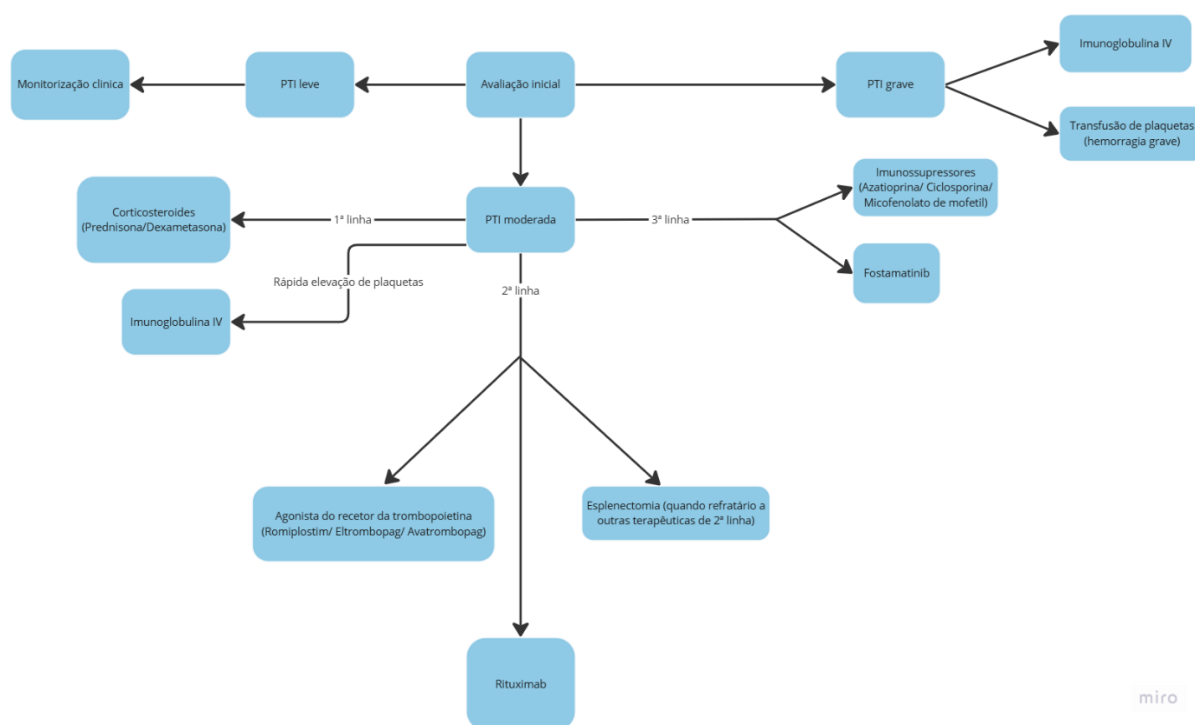 Imunoglobulina IV
Monitorização clinica
PTI leve
Avaliação inicial
PTI grave
Transfusão de plaquetas
(hemorragia grave)
Imunossupressores
(Azatioprina/ Ciclosporina/
Micofenolato de mofetil)
Corticosteroides
(Prednisona/Dexametasona)
1ª linha
PTI moderada
3ª linha
Fostamatinib
Rápida elevação de plaquetas
2ª linha
Imunoglobulina IV
Agonista do recetor da trombopoietina
(Romiplostim/ Eltrombopag/ Avatrombopag)
Esplenectomia (quando refratário a
outras terapêuticas de 2ª linha)
Rituximab
miro